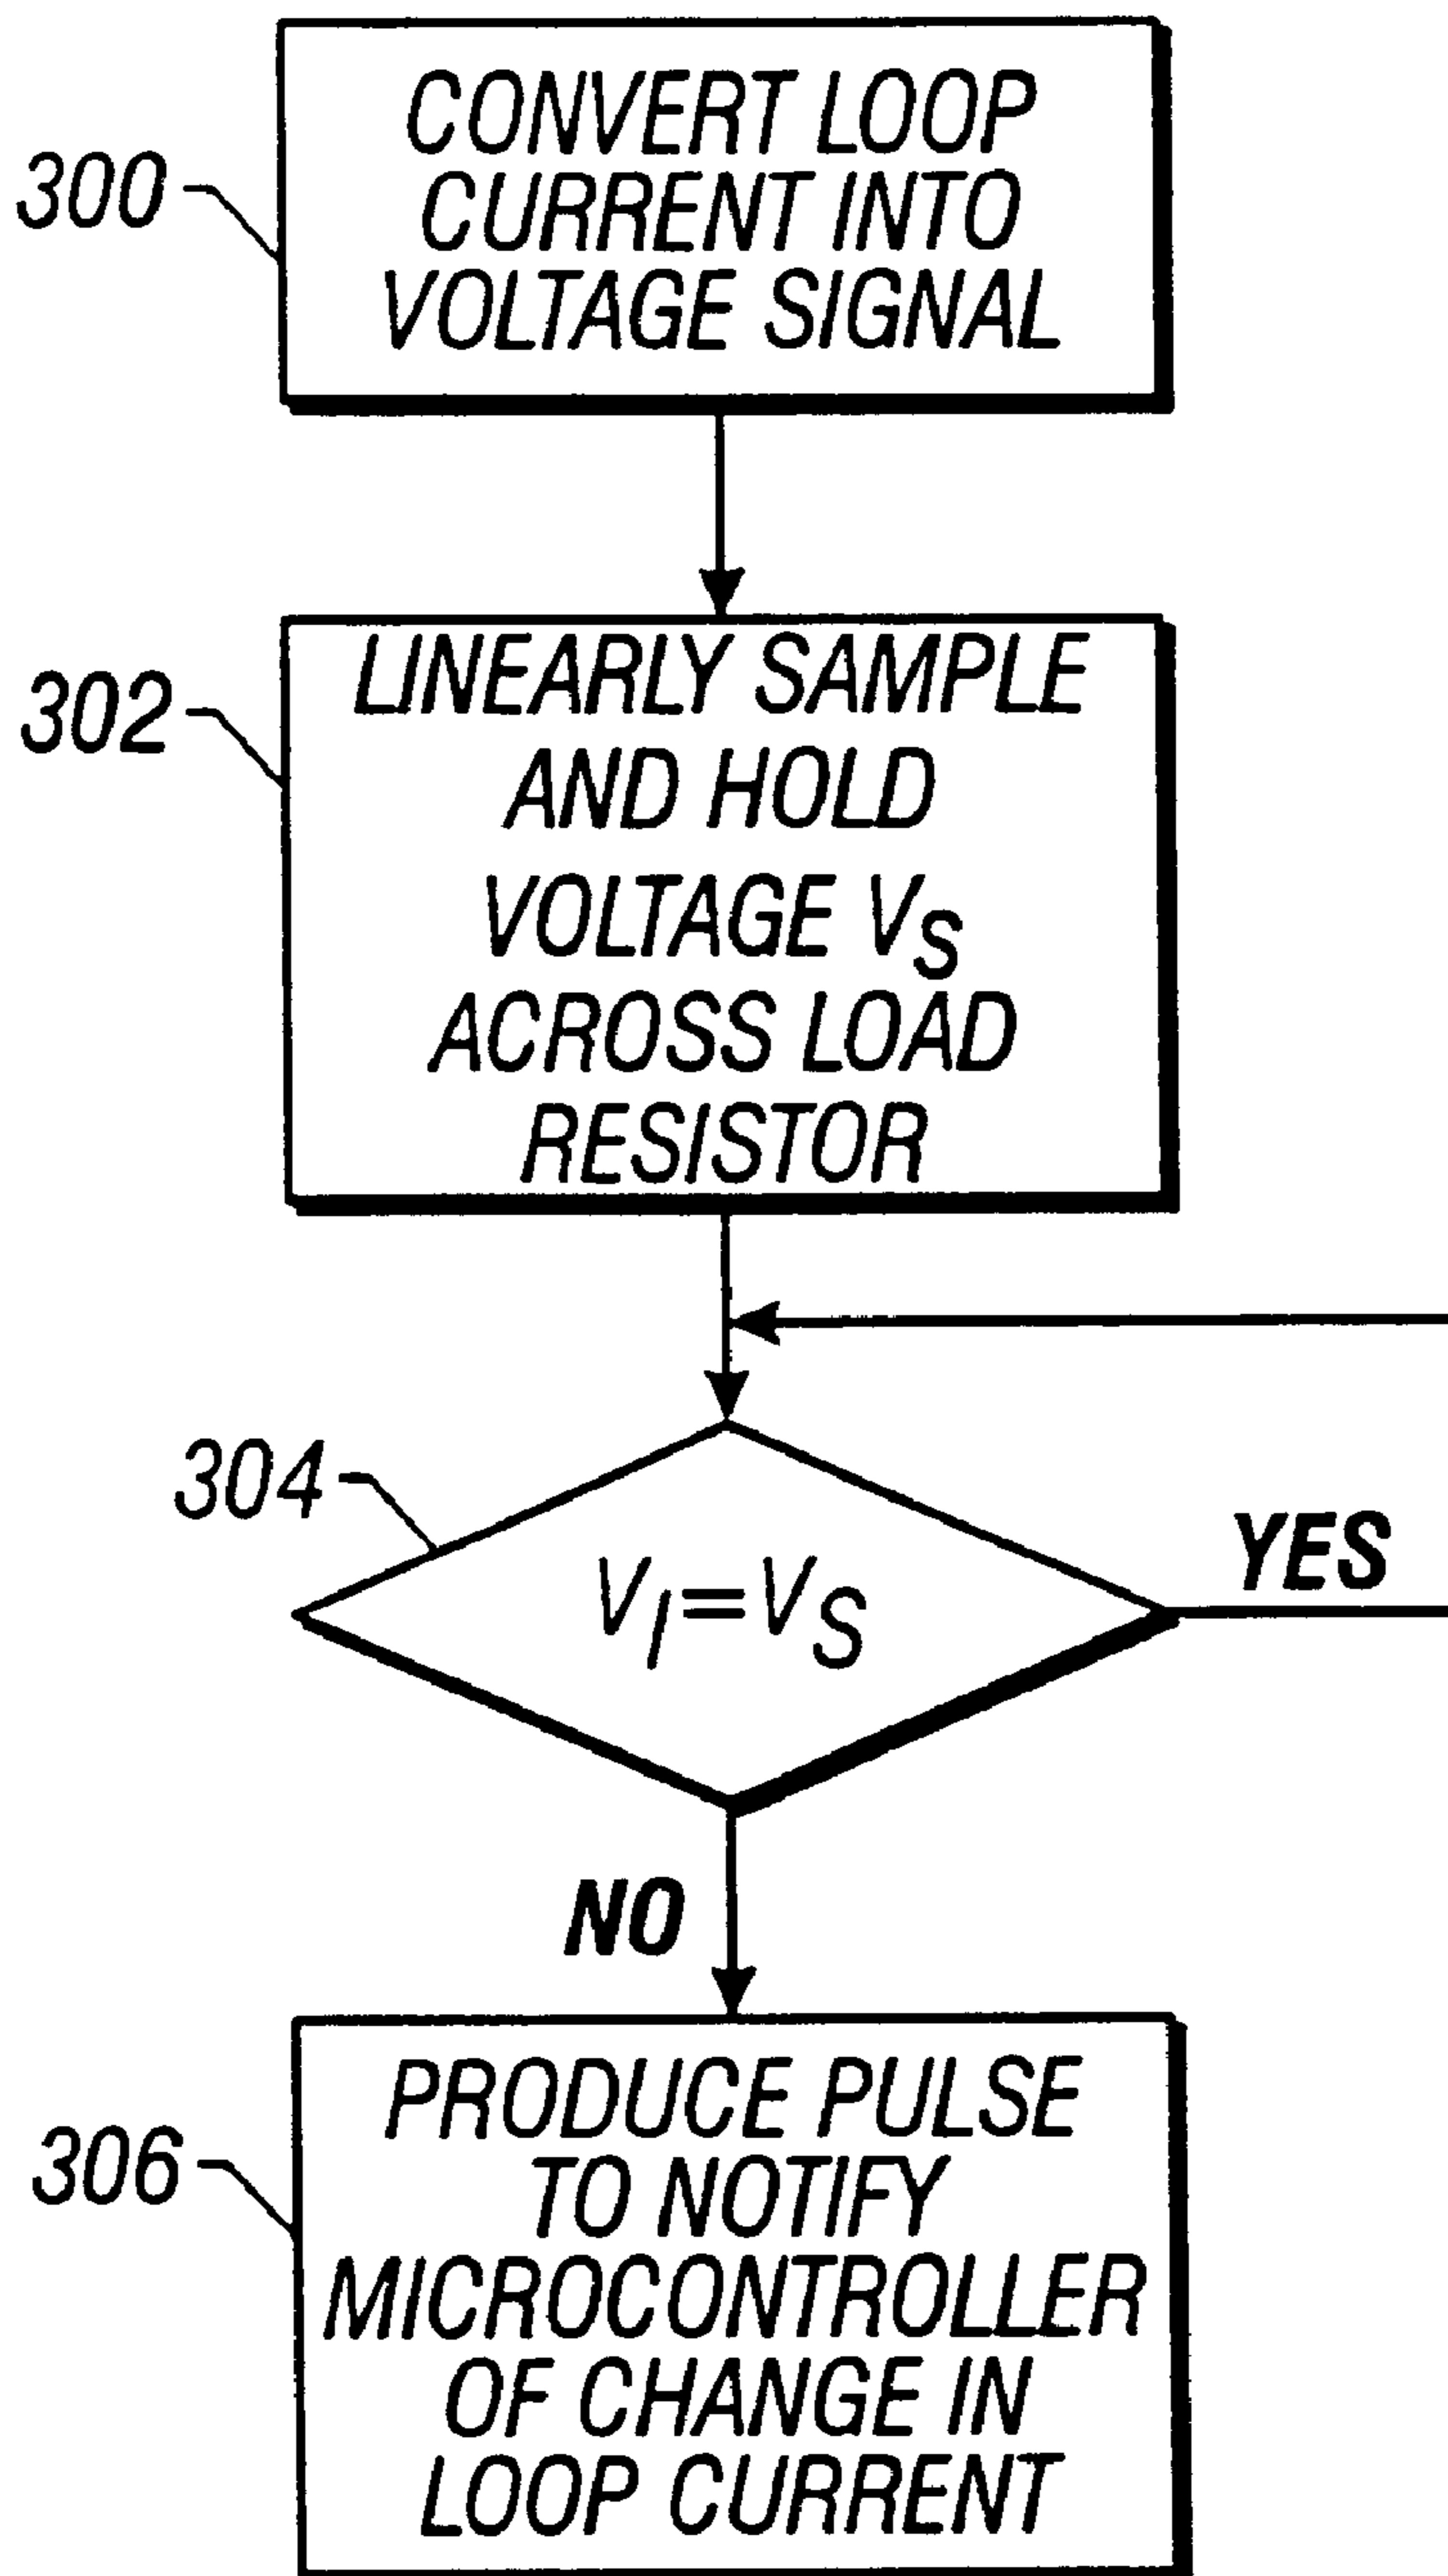 300
CONVERT LOOP
CURRENT INTO
VOLTAGE SIGNAL
302
LINEARLY SAMPLE
AND HOLD
VOLTAGE VS
ACROSS LOAD
RESISTOR
304
VI=VS
YES
NO
306
PRODUCE PULSE
TO NOTIFY
MICROCONTROLLER
OF CHANGE IN
LOOP CURRENT